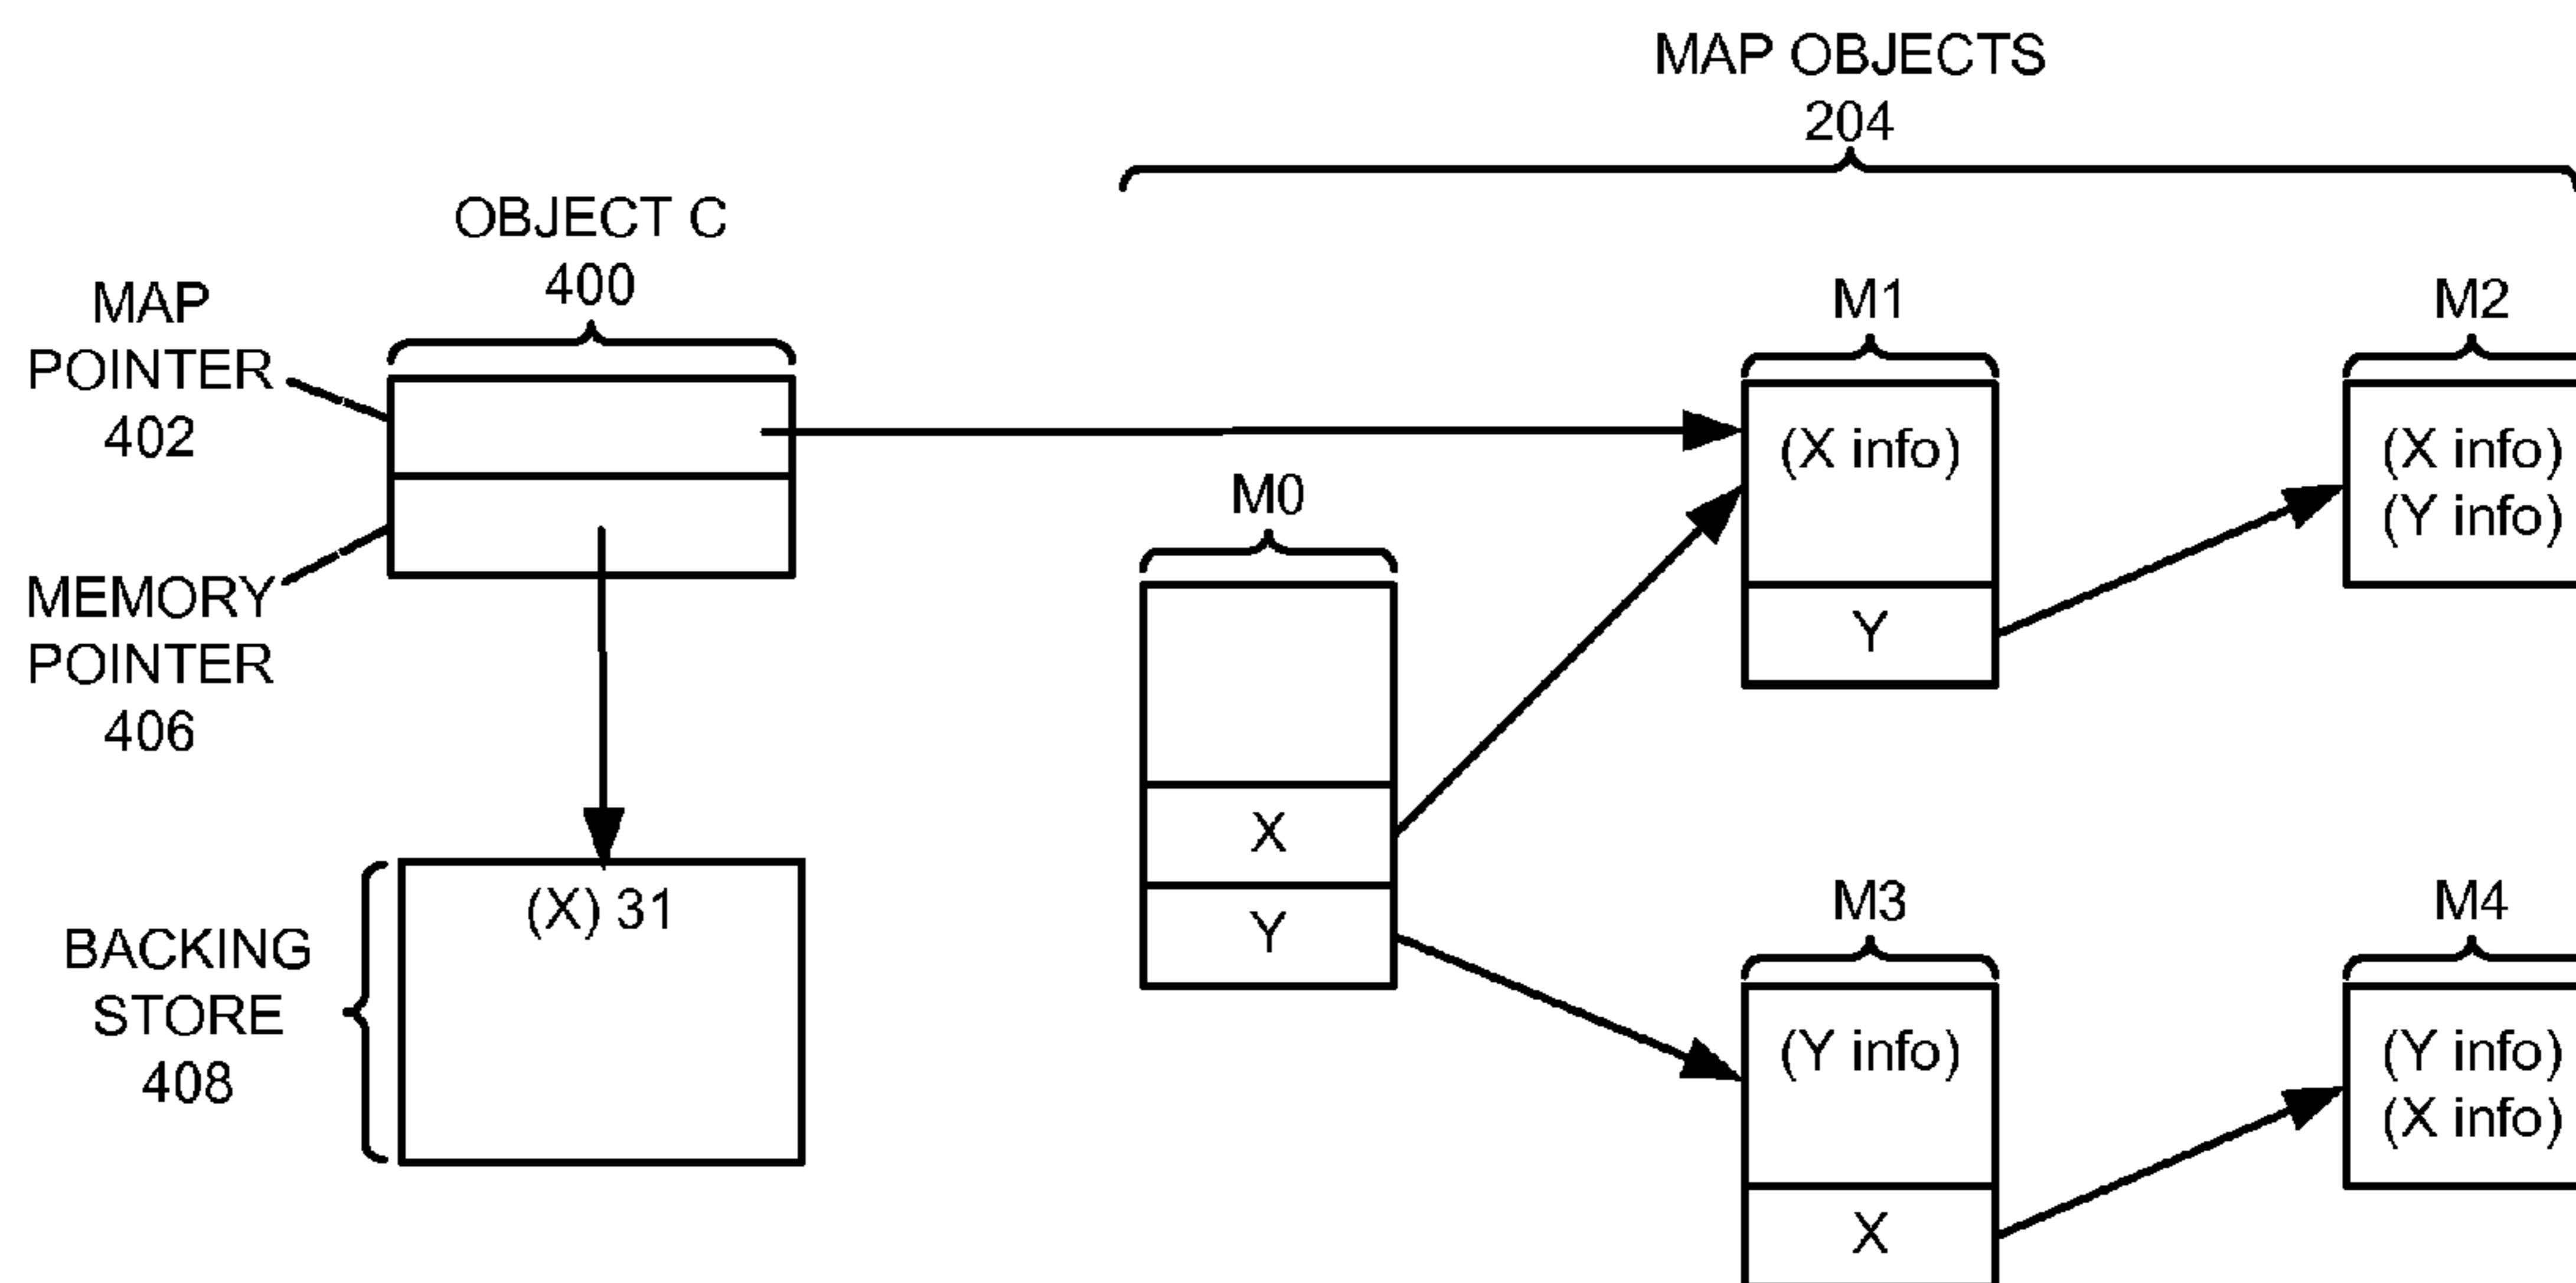 MAP OBJECTS
204
OBJECT C
400
MAP
POINTER
402
MEMORY
POINTER
406
(X) 31
BACKING
STORE
408
M0
X
Y
M1
(X info)
Y
M2
(X info)
(Y info)
M3
(Y info)
X
M4
(Y info)
(X info)